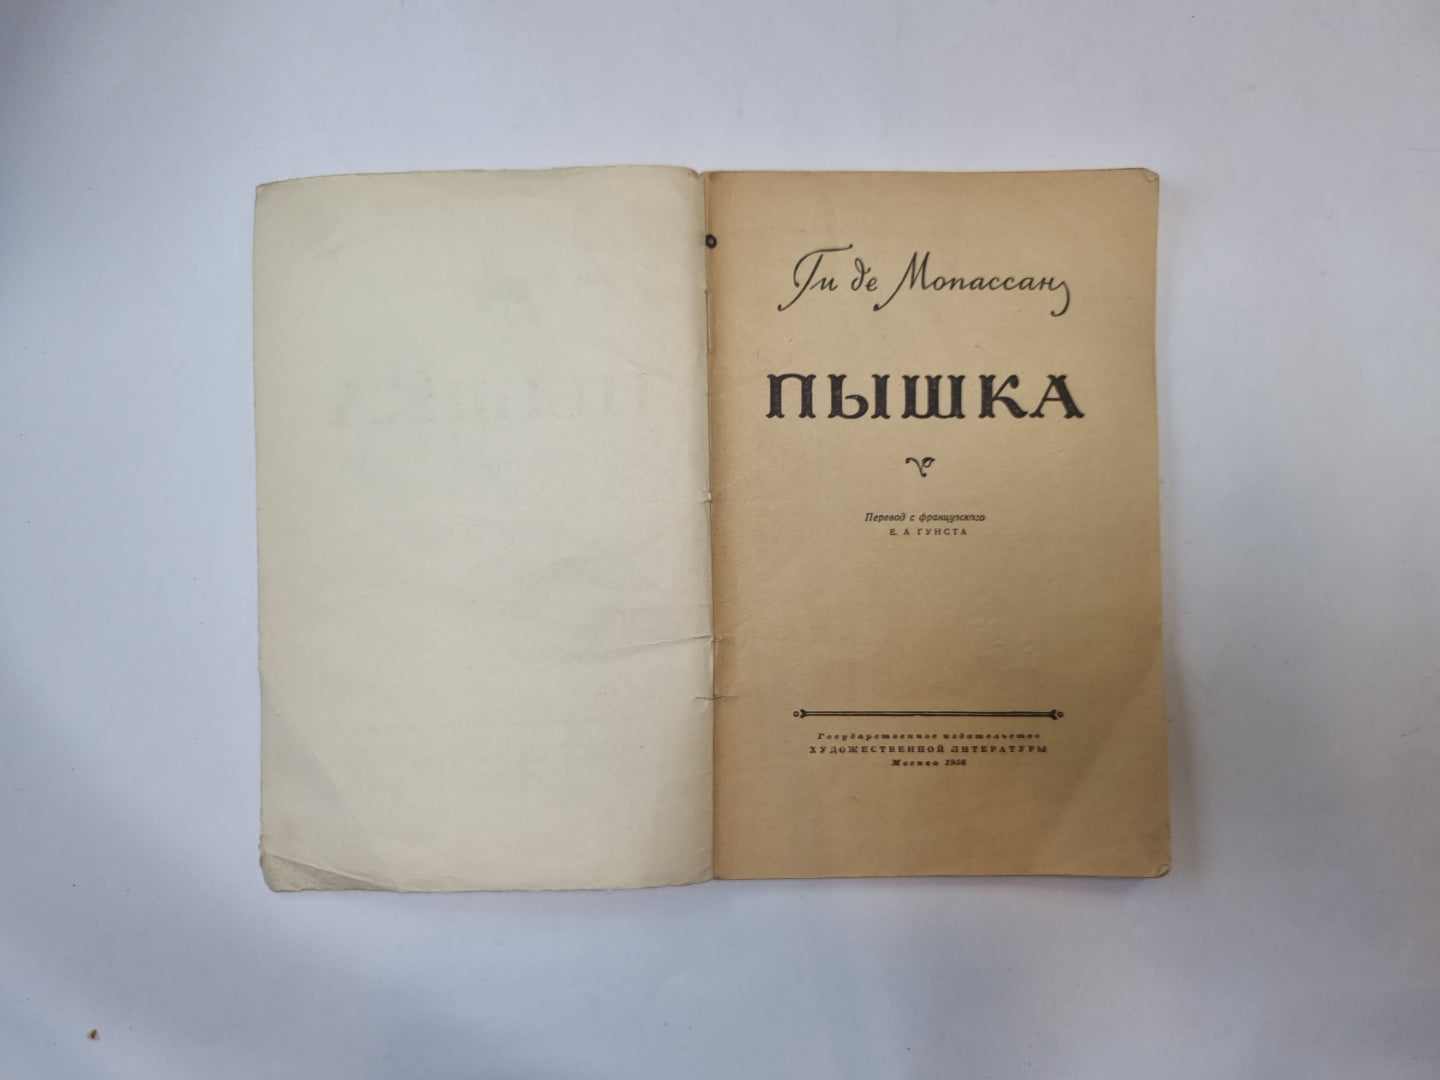 Ги де Мопассан
ПЫШКА
Перевод с французского
Е. А ГУНСТА
Государственное издательство
ХУДОЖЕСТВЕННОЙ ЛИТЕРАТУРЫ
Москва 1956